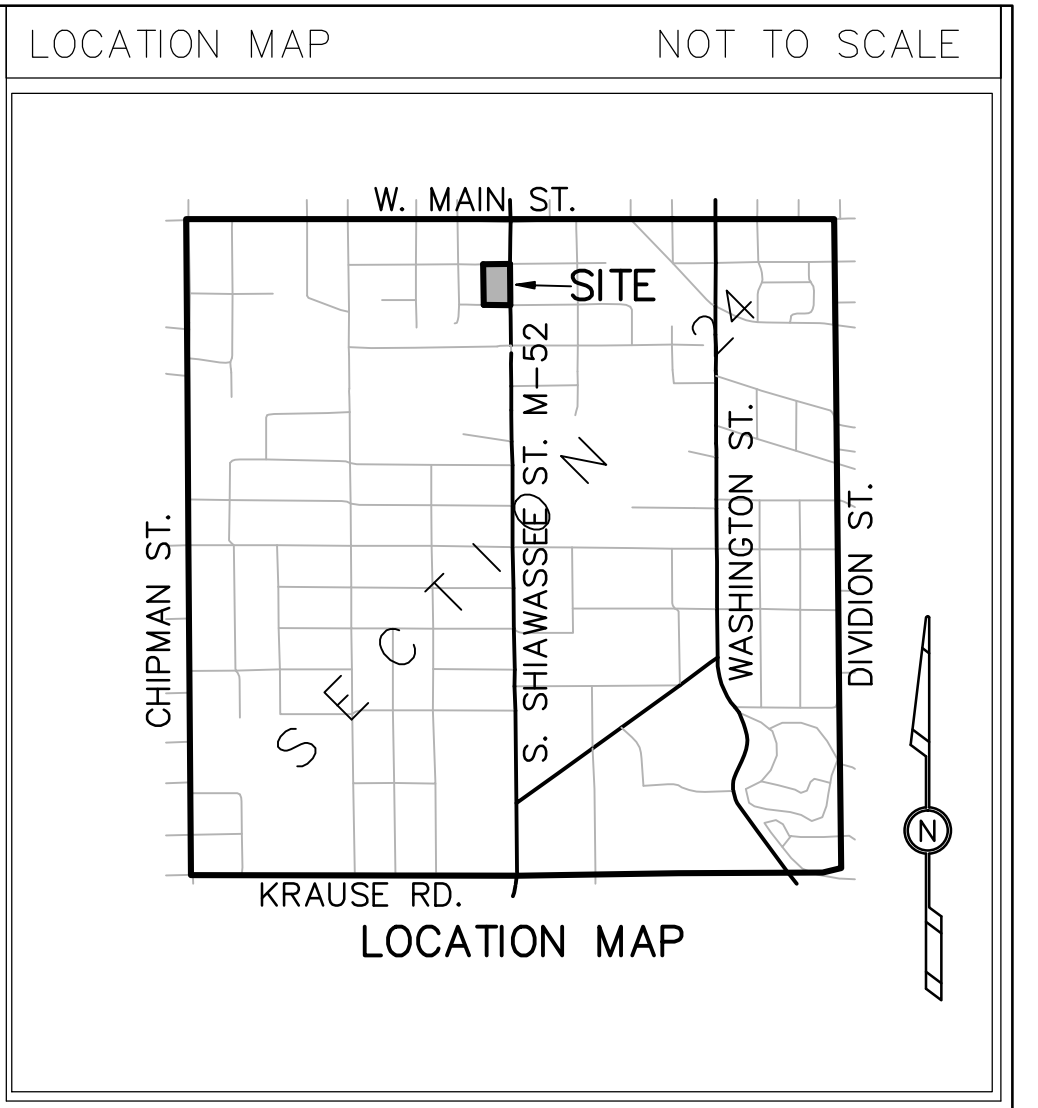 LOCATION MAP NOT TO SCALE
W. MAIN ST.
SITE
SECTION 24
S. SHIAWASSEE ST. M-52
WASHINGTON ST.
CHIPMAN ST.
DIVIDION ST.
N
KRAUSE RD.
LOCATION MAP